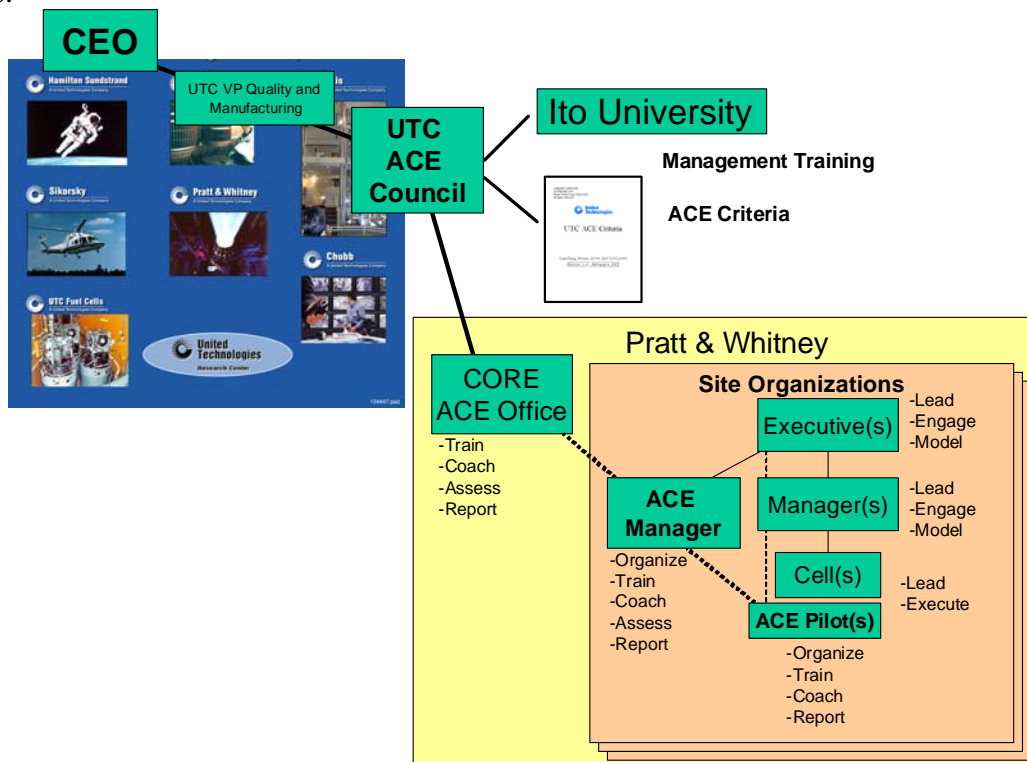 CEO
UTC VP Quality and
Manufacturing
Hamilton Sundstrand
A United Technologies Company
Sikorsky
A United Technologies Company
Pratt & Whitney
A United Technologies Company
Chubb
A United Technologies Company
UTC Fuel Cells
A United Technologies Company
United
Technologies
Research Center
104447.psd
UTC
ACE
Council
Ito University
Management Training
ACE Criteria
United
Technologies
UTC ACE Criteria
Pratt & Whitney
CORE
ACE Office
-Train
-Coach
-Assess
-Report
Site Organizations
Executive(s)
-Lead
-Engage
-Model
ACE
Manager
-Organize
-Train
-Coach
-Assess
-Report
Manager(s)
-Lead
-Engage
-Model
Cell(s)
-Lead
-Execute
ACE Pilot(s)
-Organize
-Train
-Coach
-Report